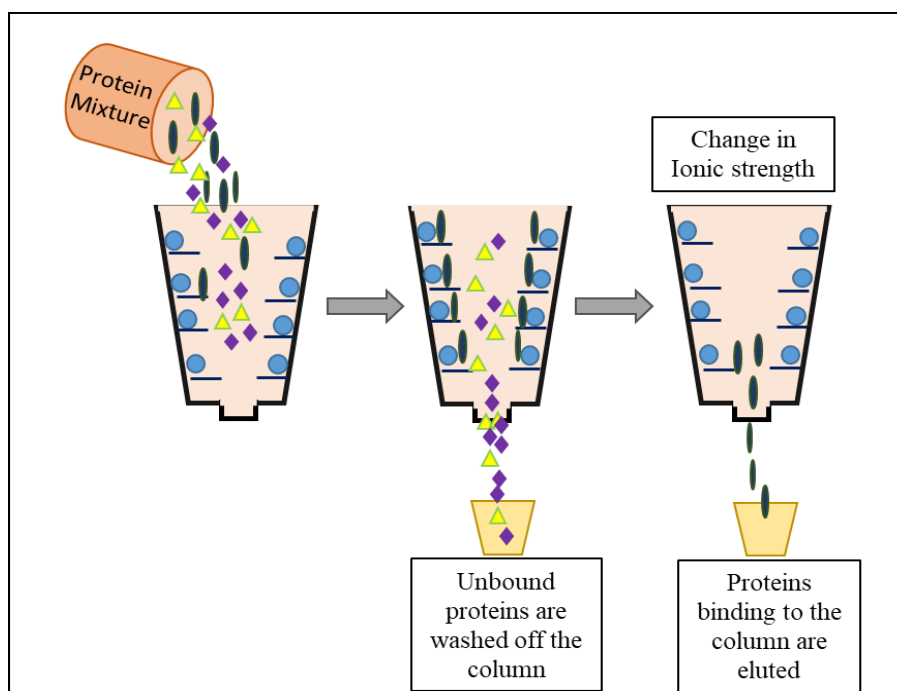 Protein
Mixture
Change in
Ionic strength
Unbound
proteins are
washed off the
column
Proteins
binding to the
column are
eluted